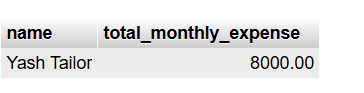 name total_monthly_expense
Yash Tailor 8000.00